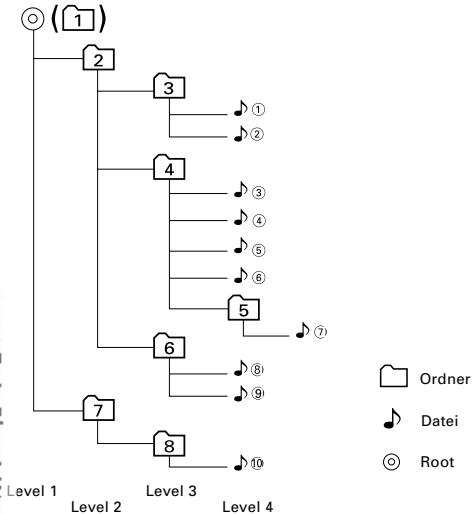 (1)
2
3
①
②
4
③
④
⑤
⑥
5
⑦
6
⑧
⑨
7
8
⑩
Ordner
Datei
Root
Level 1
Level 2
Level 3
Level 4